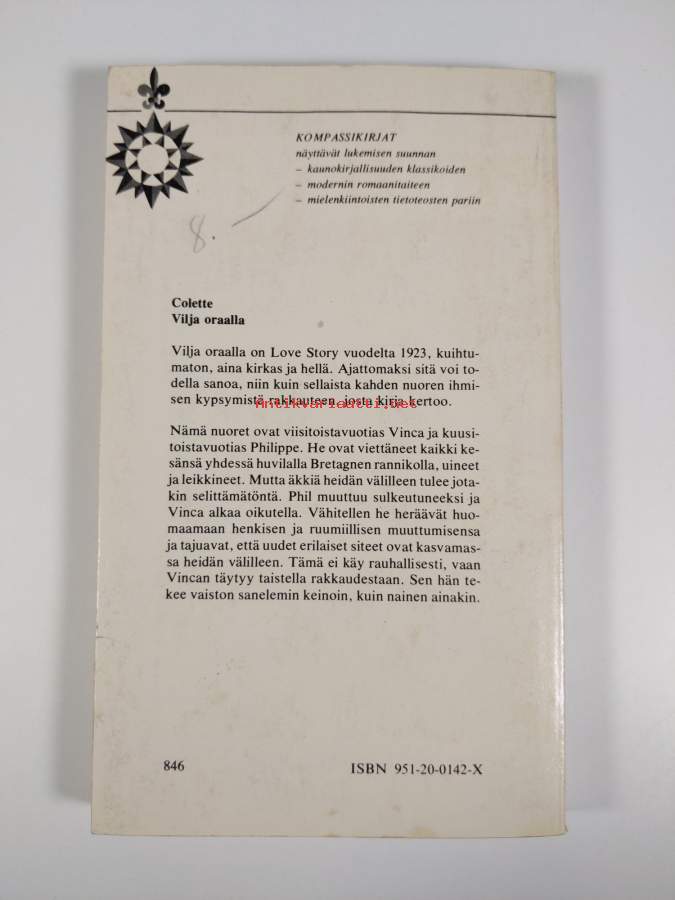 KOMPASSIKIRJAT
näyttävät lukemisen suunnan
– kaunokirjallisuuden klassikoiden
– modernin romaanitaiteen
– mielenkiintoisten tietoteosten pariin
8.–
Colette
Vilja oraalla
Vilja oraalla on Love Story vuodelta 1923, kuihtu-
maton, aina kirkas ja hellä. Ajattomaksi sitä voi to-
della sanoa, niin kuin sellaista kahden nuoren ihmi-
sen kypsymistä rakkauteen, josta kirja kertoo.
Antikvariaatti.net
Nämä nuoret ovat viisitoistavuotias Vinca ja kuusi-
toistavuotias Philippe. He ovat viettäneet kaikki ke-
sänsä yhdessä huvilalla Bretagnen rannikolla, uineet
ja leikkineet. Mutta äkkiä heidän välilleen tulee jota-
kin selittämätöntä. Phil muuttuu sulkeutuneeksi ja
Vinca alkaa oikutella. Vähitellen he heräävät huo-
maamaan henkisen ja ruumiillisen muuttumisensa
ja tajuavat, että uudet erilaiset siteet ovat kasvamas-
sa heidän välilleen. Tämä ei käy rauhallisesti, vaan
Vincan täytyy taistella rakkaudestaan. Sen hän te-
kee vaiston sanelemin keinoin, kuin nainen ainakin.
846
ISBN 951-20-0142-X